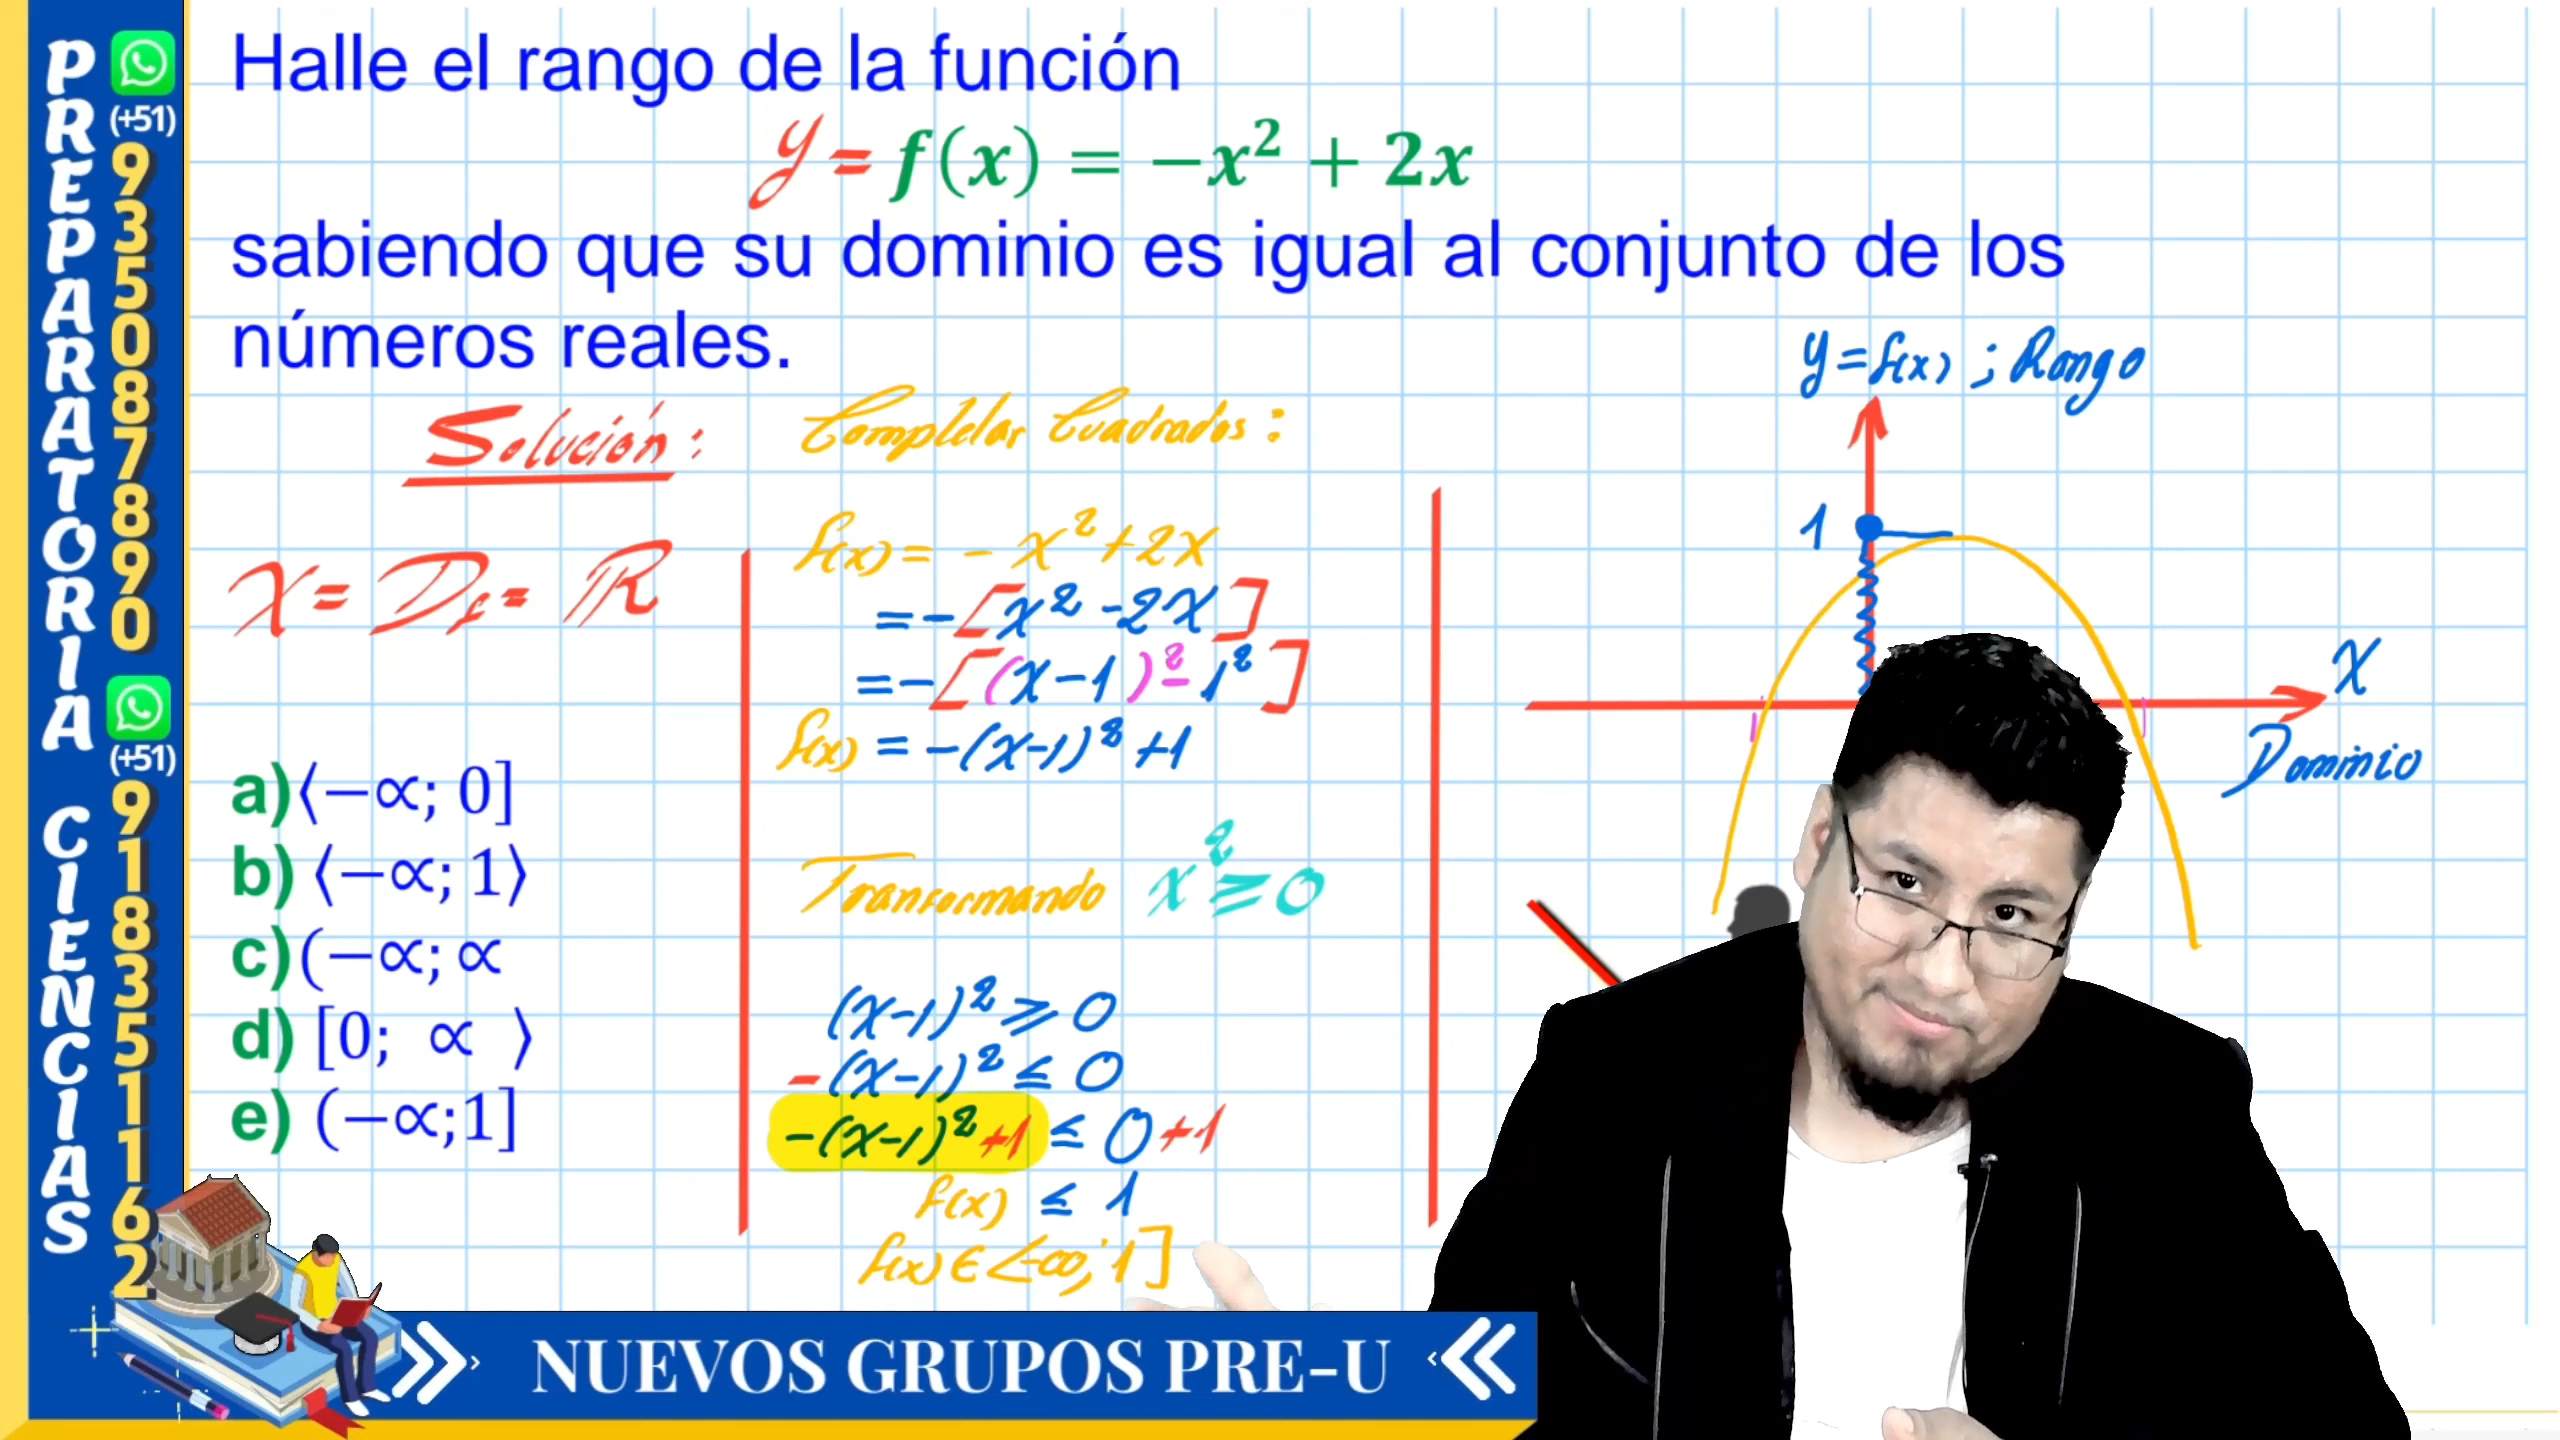 PREPARATORIA CIENCIAS
(+51)
935087890
(+51)
918351162
Halle el rango de la función
y = f(x) = −x² + 2x
sabiendo que su dominio es igual al conjunto de los
números reales.
Solución:
x = Df = ℝ
a)⟨−∝; 0]
b) ⟨−∝; 1⟩
c)(−∝; ∝
d) [0; ∝ ⟩
e) (−∝;1]
Completar Cuadrados:
f(x) = - x² + 2x
= -[x² - 2x]
= -[(x-1)² - 1²]
f(x) = -(x-1)² + 1
Transformando x² ≥ 0
(x-1)² ≥ 0
-(x-1)² ≤ 0
-(x-1)² +1 ≤ 0+1
f(x) ≤ 1
f(x) ∈ <-∞; 1]
y = f(x) ; Rango
1
X
Dominio
NUEVOS GRUPOS PRE-U